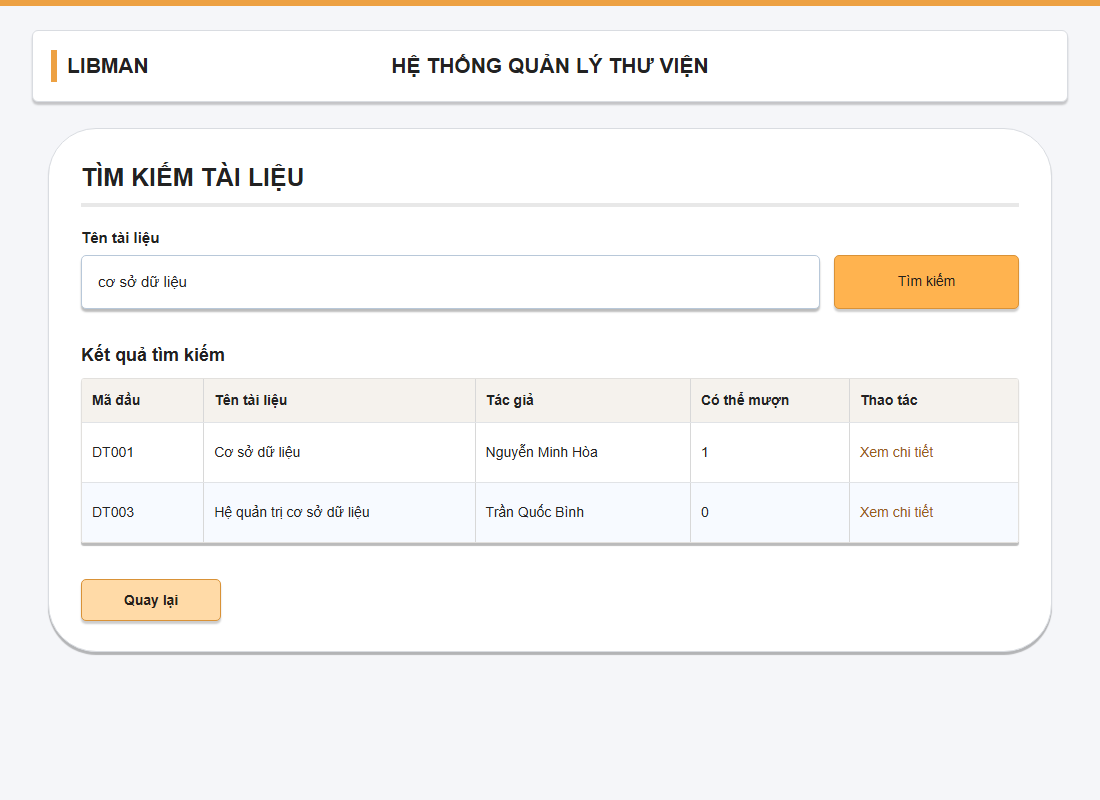 LIBMAN
HỆ THỐNG QUẢN LÝ THƯ VIỆN
TÌM KIẾM TÀI LIỆU
Tên tài liệu
cơ sở dữ liệu
Tìm kiếm
Kết quả tìm kiếm
Mã đầu Tên tài liệu Tác giả Có thể mượn Thao tác
DT001 Cơ sở dữ liệu Nguyễn Minh Hòa 1 Xem chi tiết
DT003 Hệ quản trị cơ sở dữ liệu Trần Quốc Bình 0 Xem chi tiết
Quay lại